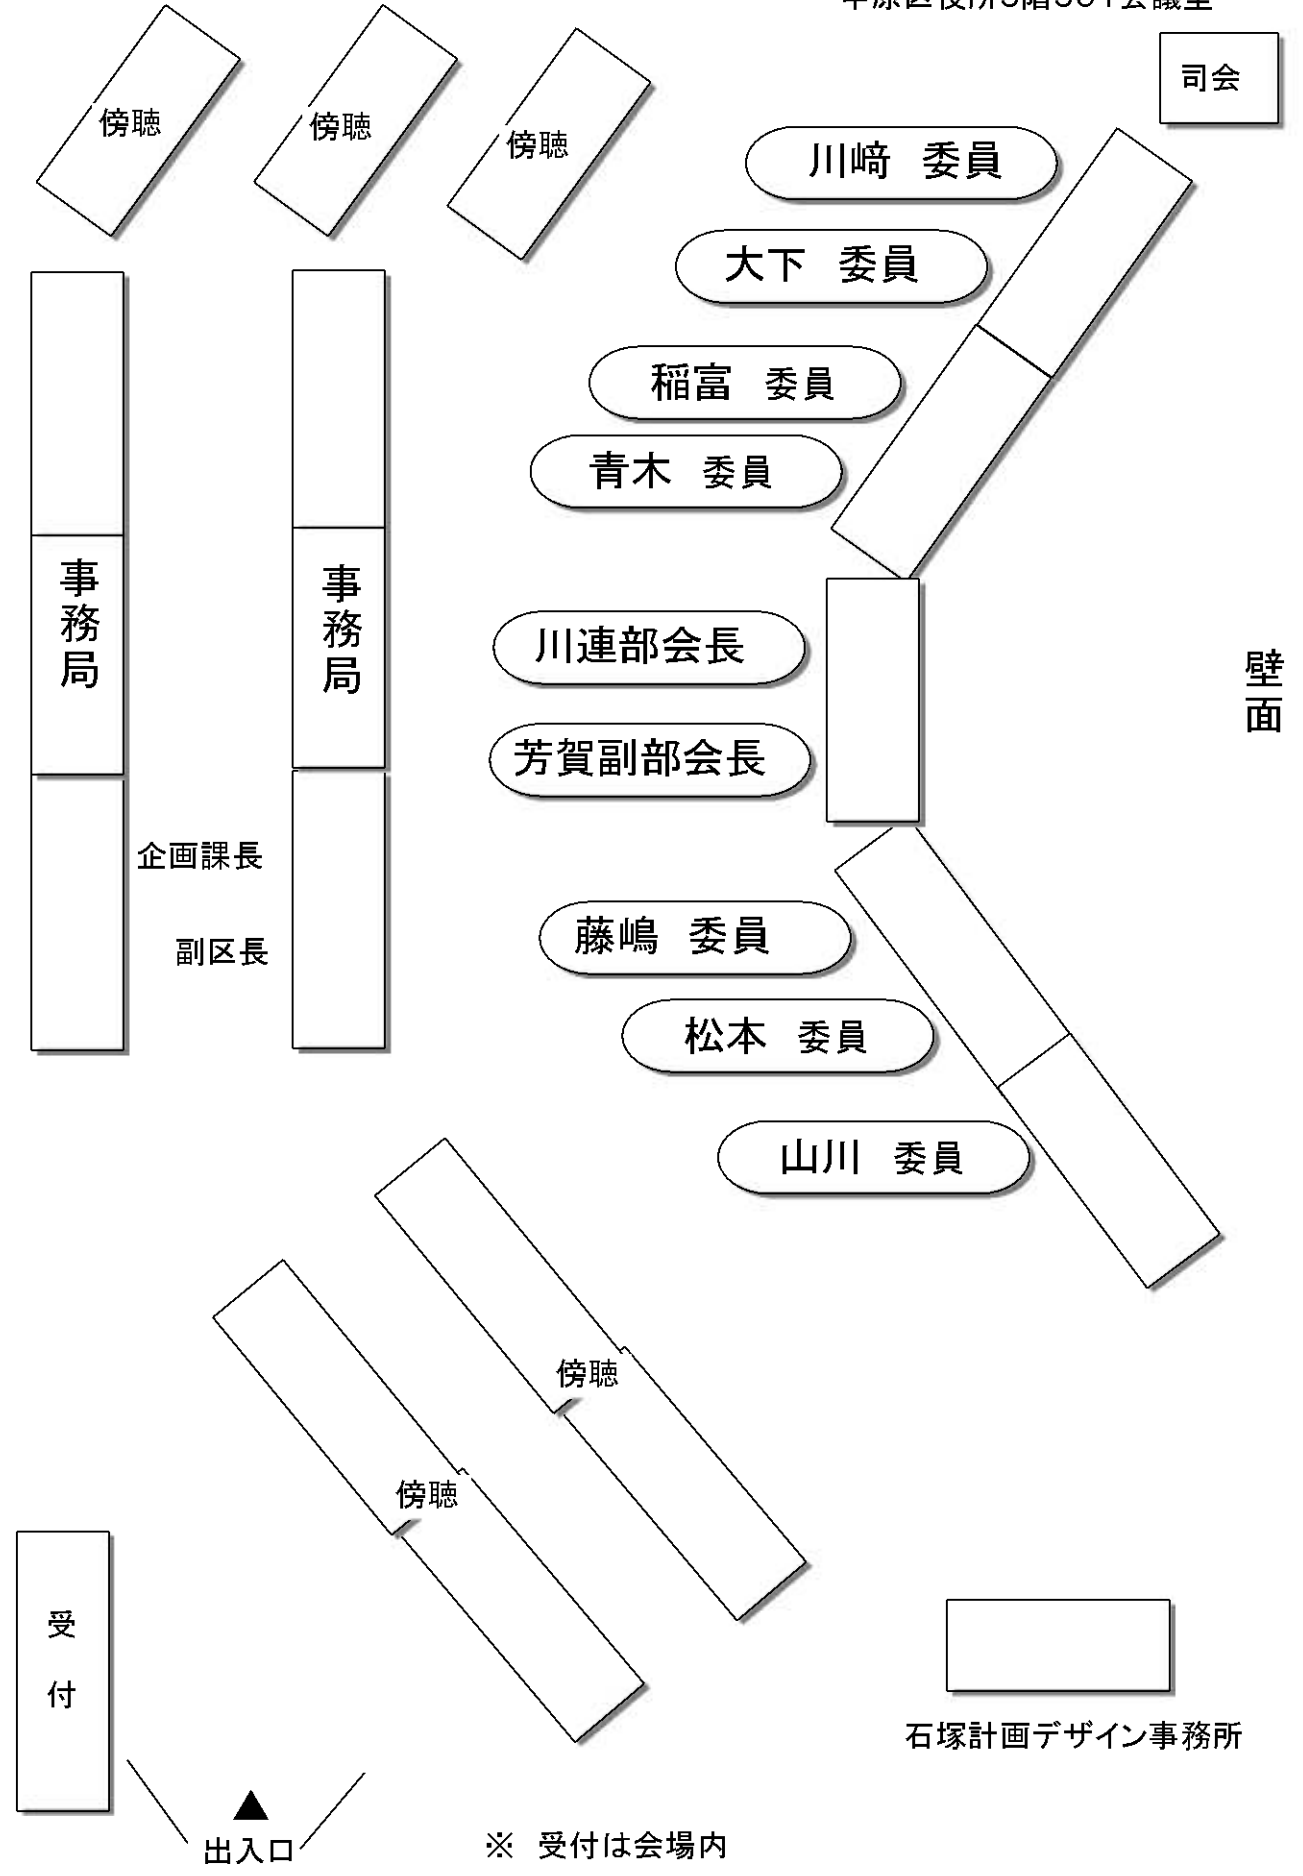 司会
傍聴
傍聴
傍聴
川﨑 委員
大下 委員
稲富 委員
青木 委員
事務局
事務局
川連部会長
壁面
芳賀副部会長
企画課長
藤嶋 委員
副区長
松本 委員
山川 委員
傍聴
傍聴
受付
石塚計画デザイン事務所
出入口
※ 受付は会場内